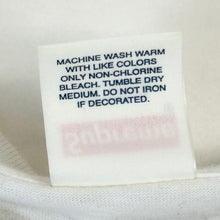 MACHINE WASH WARM
WITH LIKE COLORS
ONLY NON-CHLORINE
BLEACH. TUMBLE DRY
MEDIUM. DO NOT IRON
IF DECORATED.